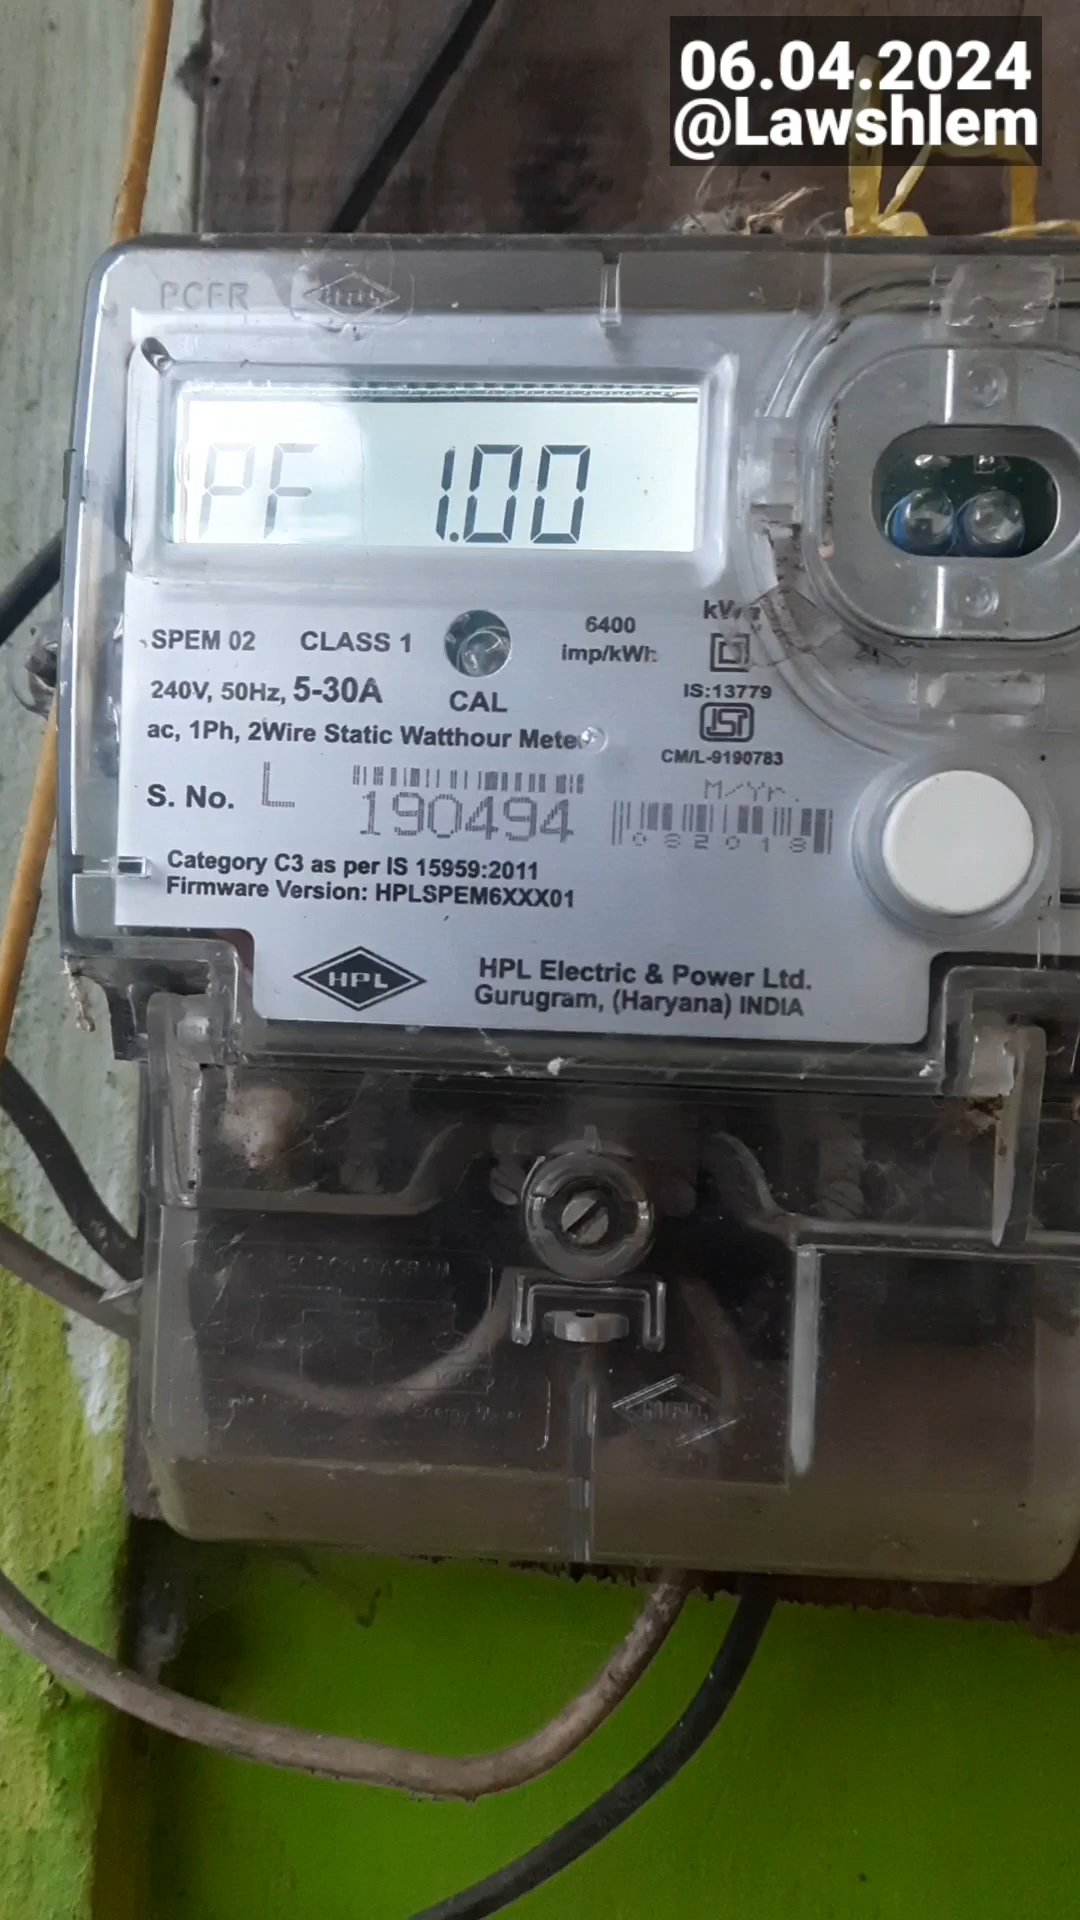 06.04.2024
@Lawshlem
PCFR
PF 1.00
SPEM 02 CLASS 1
6400
imp/kWh
240V, 50Hz, 5-30A
CAL
IS:13779
ac, 1Ph, 2Wire Static Watthour Meter
CM/L-9190783
S. No. L 190494
M/Yr.
082018
Category C3 as per IS 15959:2011
Firmware Version: HPLSPEM6XXX01
HPL
HPL Electric & Power Ltd.
Gurugram, (Haryana) INDIA